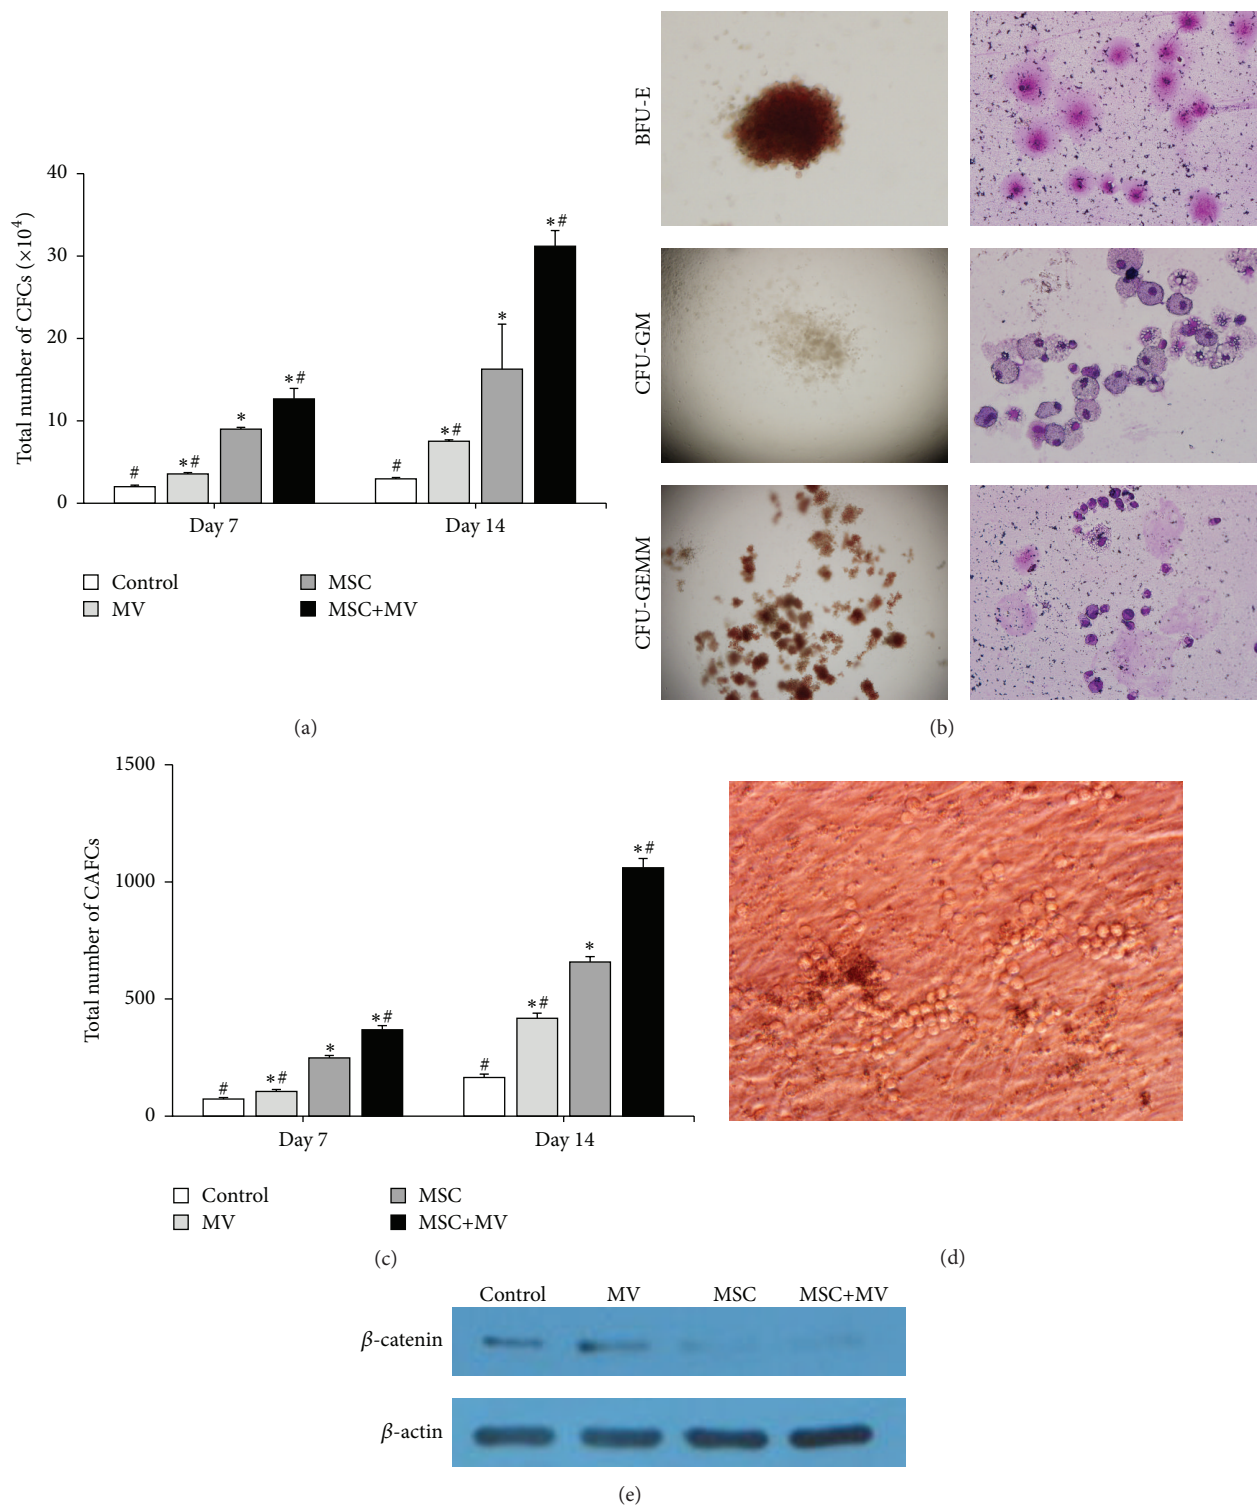 40
30
20
10
0
Total number of CFCs (×10⁴)
#
*#
*
*#
#
*#
*
*#
Day 7
Day 14
Control
MSC
MV
MSC+MV
(a)
BFU-E
CFU-GM
CFU-GEMM
(b)
1500
1000
500
0
Total number of CAFCs
#
*#
*
*#
#
*#
*
*#
Day 7
Day 14
Control
MSC
MV
MSC+MV
(c)
(d)
Control MV MSC MSC+MV
β-catenin
β-actin
(e)